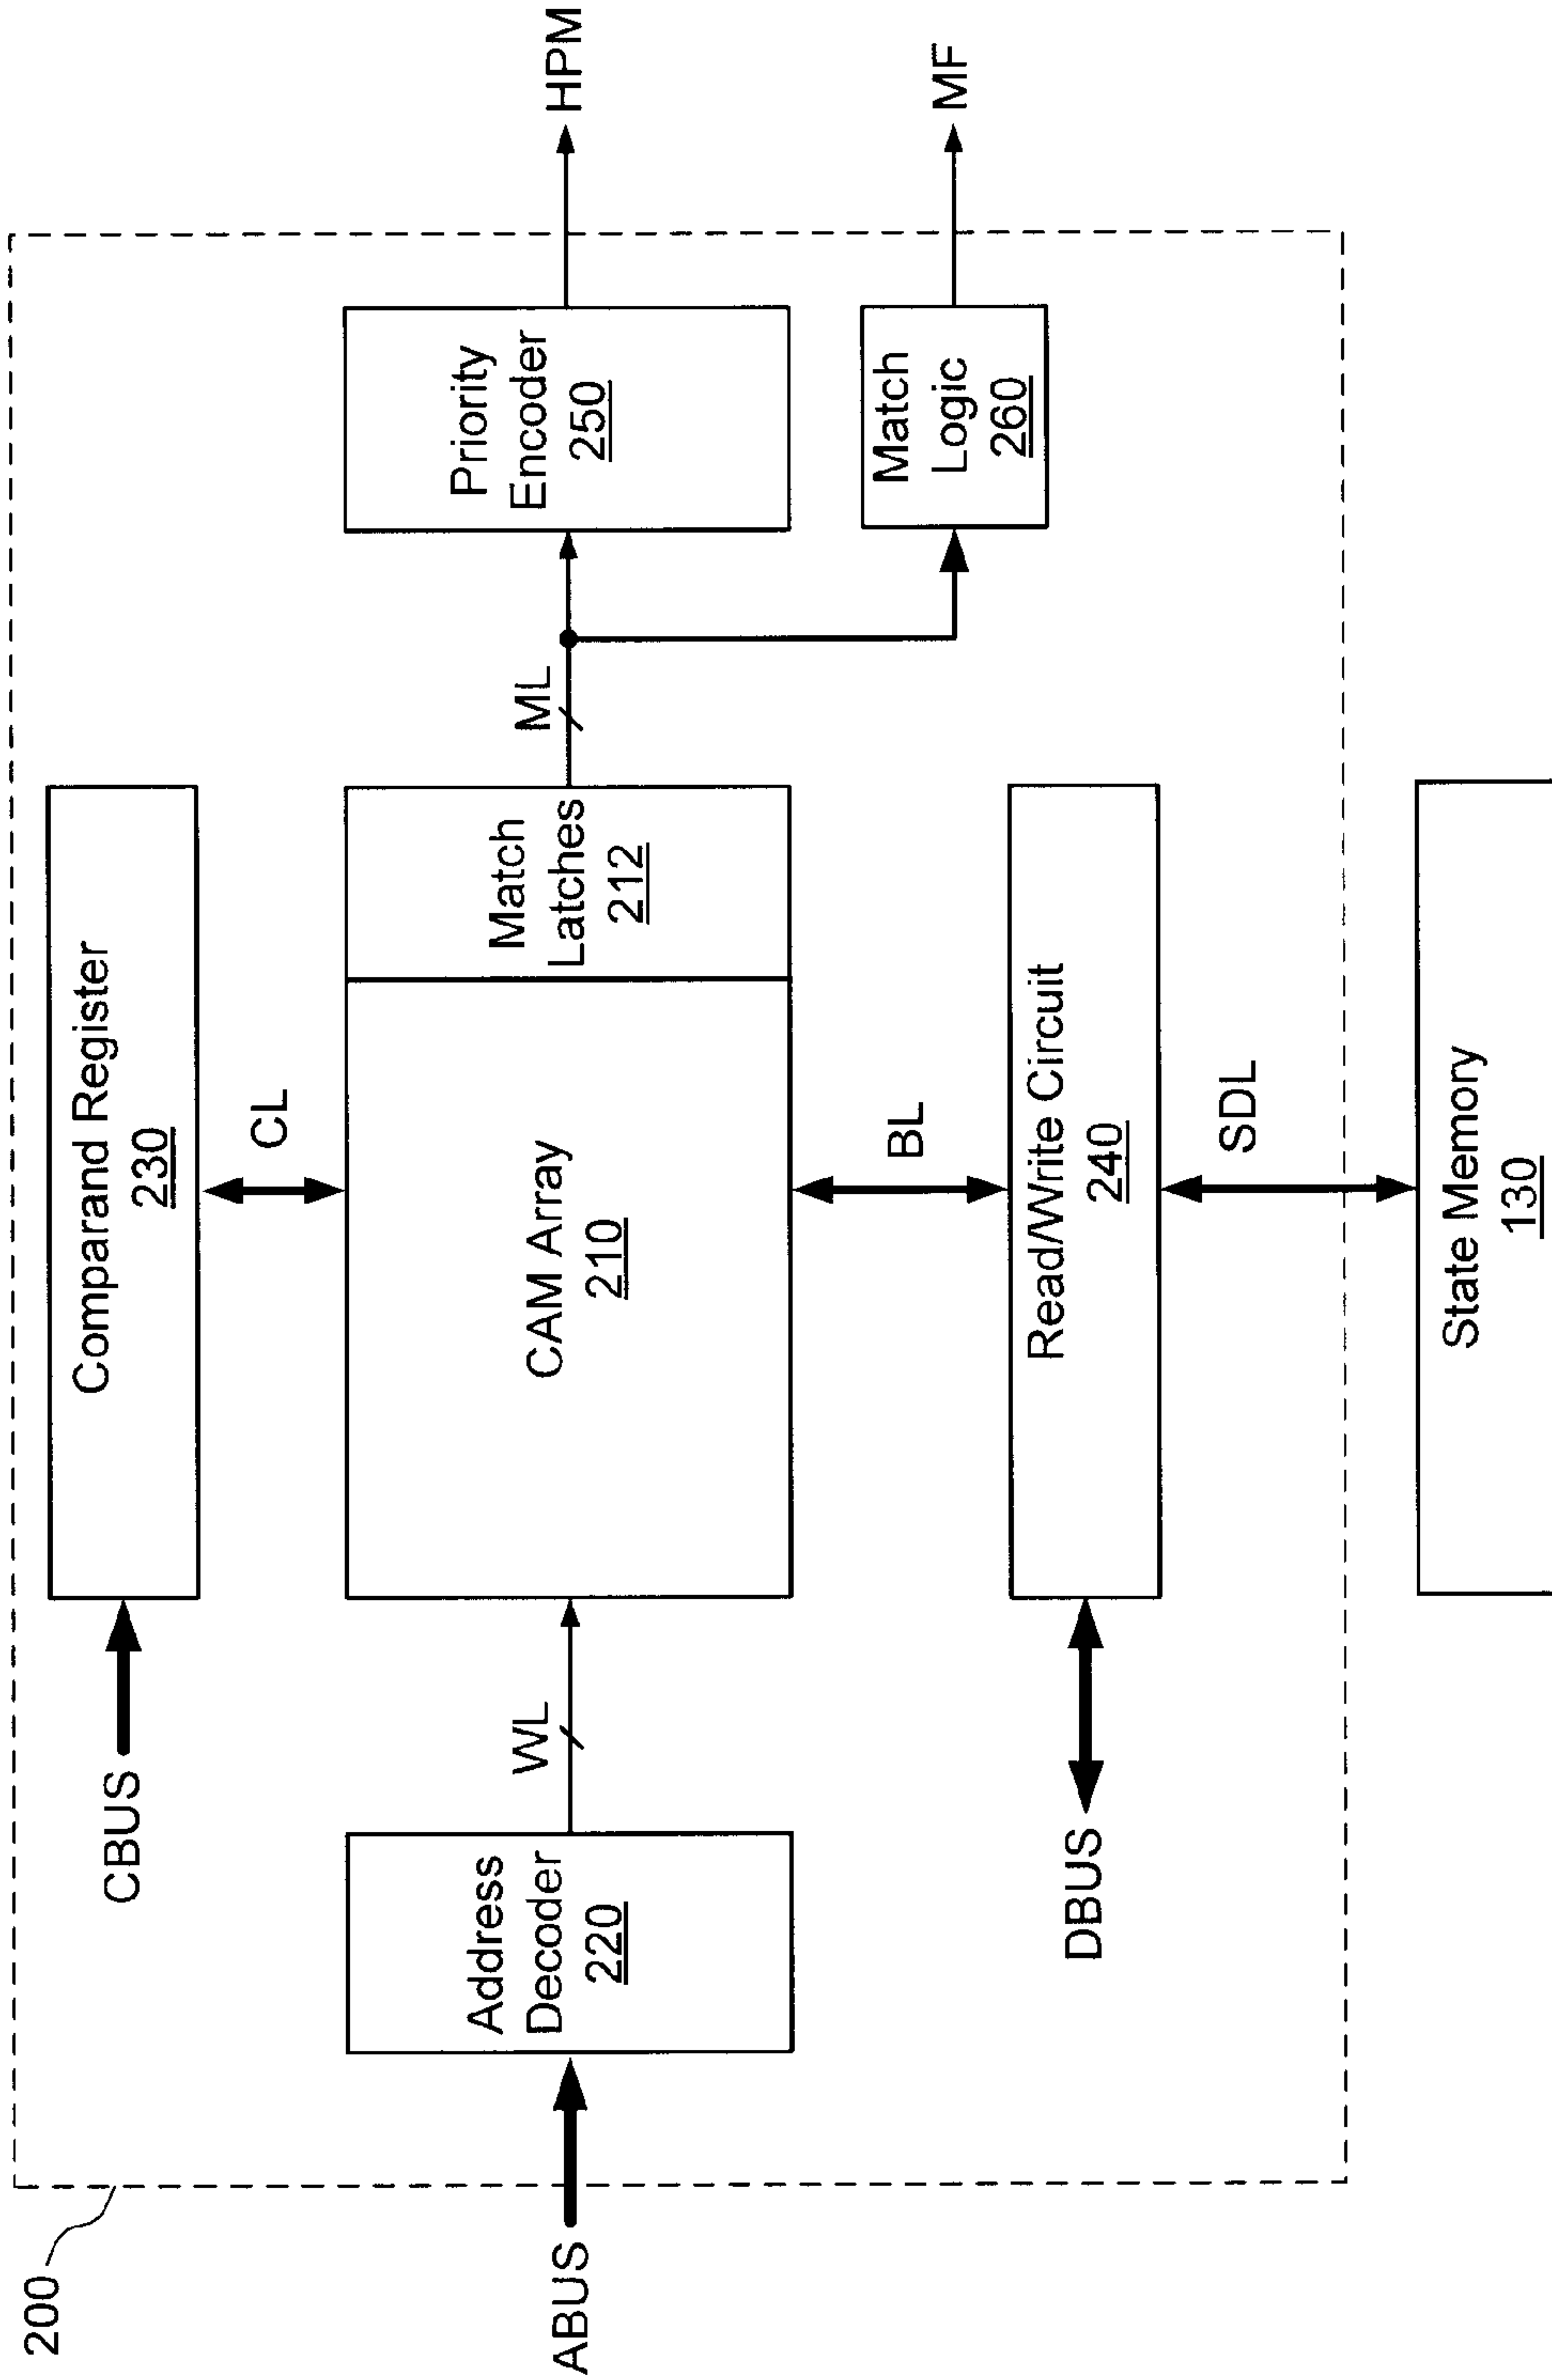 200
CBUS
Comparand Register
230
CL
ABUS
Address
Decoder
220
WL
CAM Array
210
Match
Latches
212
ML
Priority
Encoder
250
HPM
Match
Logic
260
MF
BL
DBUS
Read/Write Circuit
240
SDL
State Memory
130